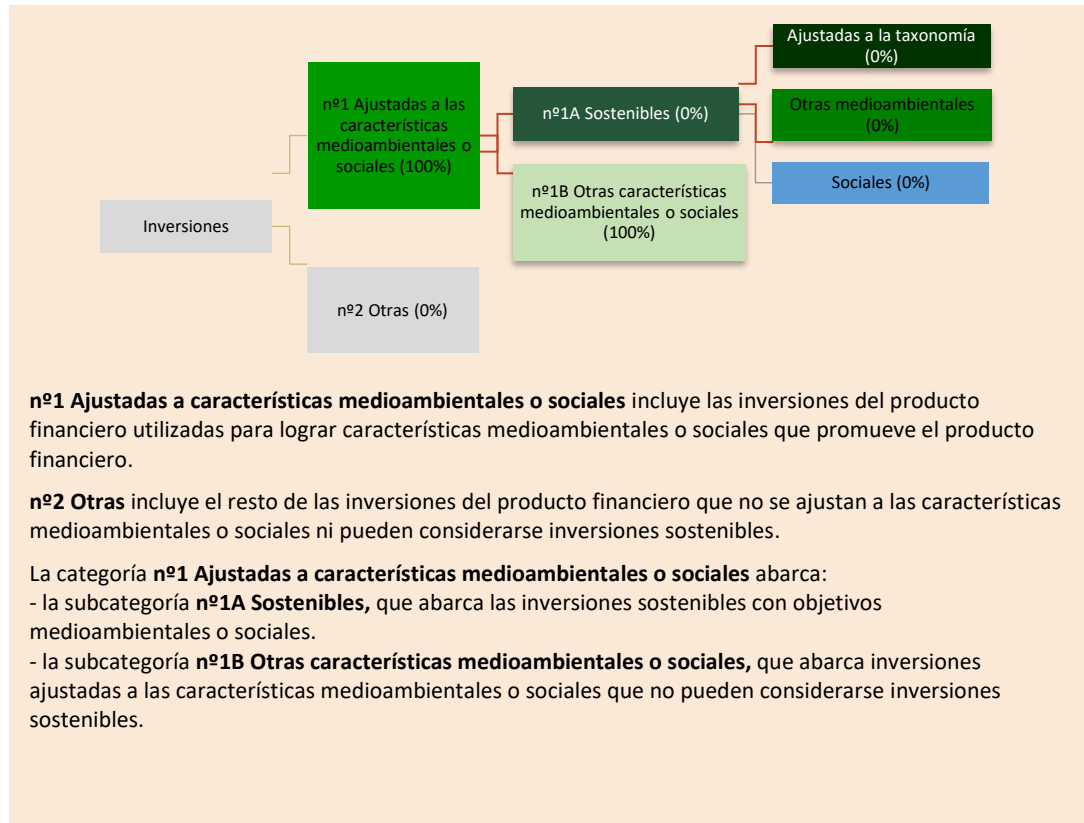 Ajustadas a la taxonomía
(0%)
nº1 Ajustadas a las
características
medioambientales o
sociales (100%)
nº1A Sostenibles (0%)
Otras medioambientales
(0%)
nº1B Otras características
medioambientales o sociales
(100%)
Sociales (0%)
Inversiones
nº2 Otras (0%)
nº1 Ajustadas a características medioambientales o sociales incluye las inversiones del producto
financiero utilizadas para lograr características medioambientales o sociales que promueve el producto
financiero.
nº2 Otras incluye el resto de las inversiones del producto financiero que no se ajustan a las características
medioambientales o sociales ni pueden considerarse inversiones sostenibles.
La categoría nº1 Ajustadas a características medioambientales o sociales abarca:
- la subcategoría nº1A Sostenibles, que abarca las inversiones sostenibles con objetivos
medioambientales o sociales.
- la subcategoría nº1B Otras características medioambientales o sociales, que abarca inversiones
ajustadas a las características medioambientales o sociales que no pueden considerarse inversiones
sostenibles.